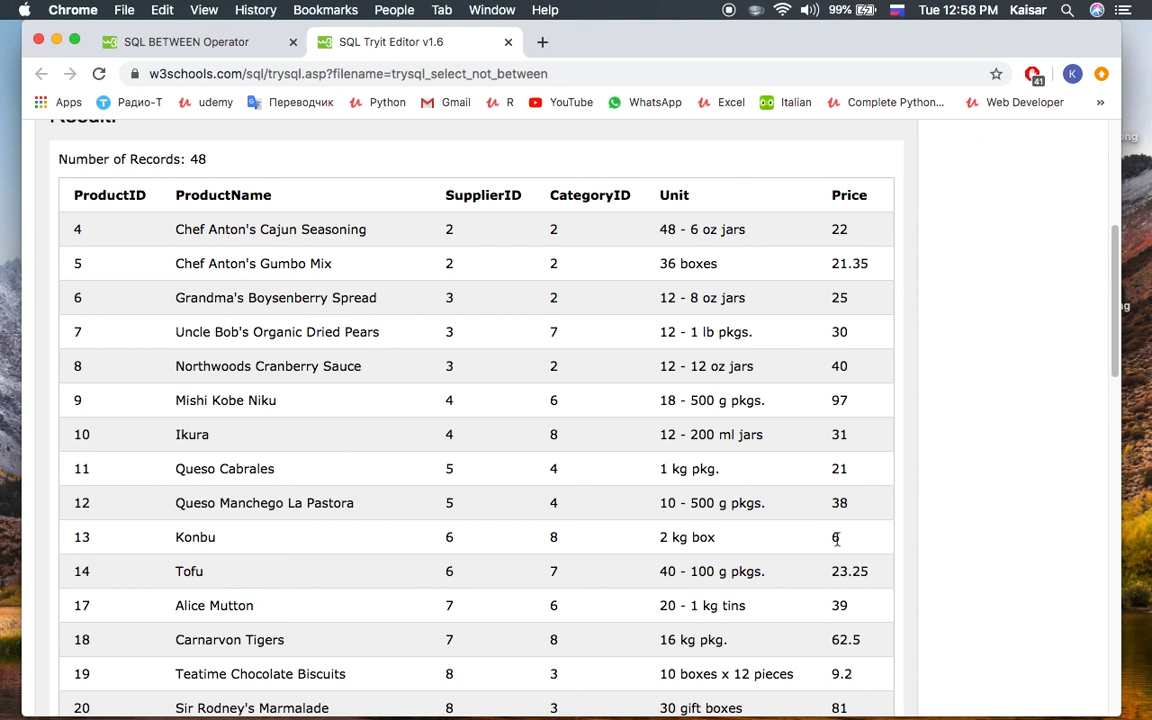 Chrome File Edit View History Bookmarks People Tab Window Help 99% Tue 12:58 PM Kaisar
SQL BETWEEN Operator SQL Tryit Editor v1.6
w3schools.com/sql/trysql.asp?filename=trysql_select_not_between 41 K
Apps Радио-Т udemy Переводчик Python Gmail R YouTube WhatsApp Excel Italian Complete Python... Web Developer »
Result:
Number of Records: 48
ProductID ProductName SupplierID CategoryID Unit Price
4 Chef Anton's Cajun Seasoning 2 2 48 - 6 oz jars 22
5 Chef Anton's Gumbo Mix 2 2 36 boxes 21.35
6 Grandma's Boysenberry Spread 3 2 12 - 8 oz jars 25
7 Uncle Bob's Organic Dried Pears 3 7 12 - 1 lb pkgs. 30
8 Northwoods Cranberry Sauce 3 2 12 - 12 oz jars 40
9 Mishi Kobe Niku 4 6 18 - 500 g pkgs. 97
10 Ikura 4 8 12 - 200 ml jars 31
11 Queso Cabrales 5 4 1 kg pkg. 21
12 Queso Manchego La Pastora 5 4 10 - 500 g pkgs. 38
13 Konbu 6 8 2 kg box 6
14 Tofu 6 7 40 - 100 g pkgs. 23.25
17 Alice Mutton 7 6 20 - 1 kg tins 39
18 Carnarvon Tigers 7 8 16 kg pkg. 62.5
19 Teatime Chocolate Biscuits 8 3 10 boxes x 12 pieces 9.2
20 Sir Rodney's Marmalade 8 3 30 gift boxes 81